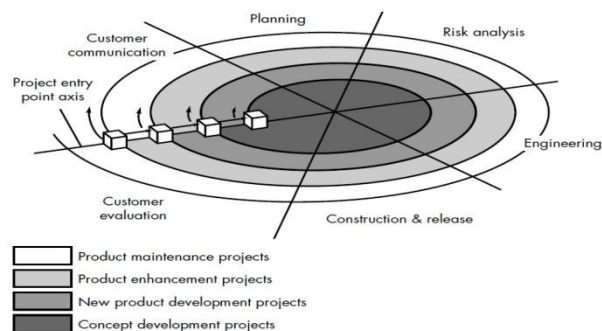 Planning
Customer
communication
Risk analysis
Project entry
point axis
Engineering
Customer
evaluation
Construction & release
Product maintenance projects
Product enhancement projects
New product development projects
Concept development projects